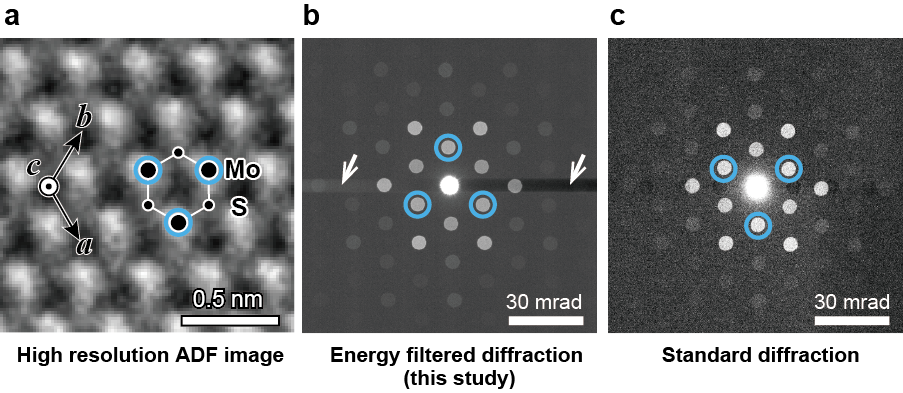 a
b
c
b
c
a
Mo
S
0.5 nm
30 mrad
30 mrad
High resolution ADF image
Energy filtered diffraction
(this study)
Standard diffraction